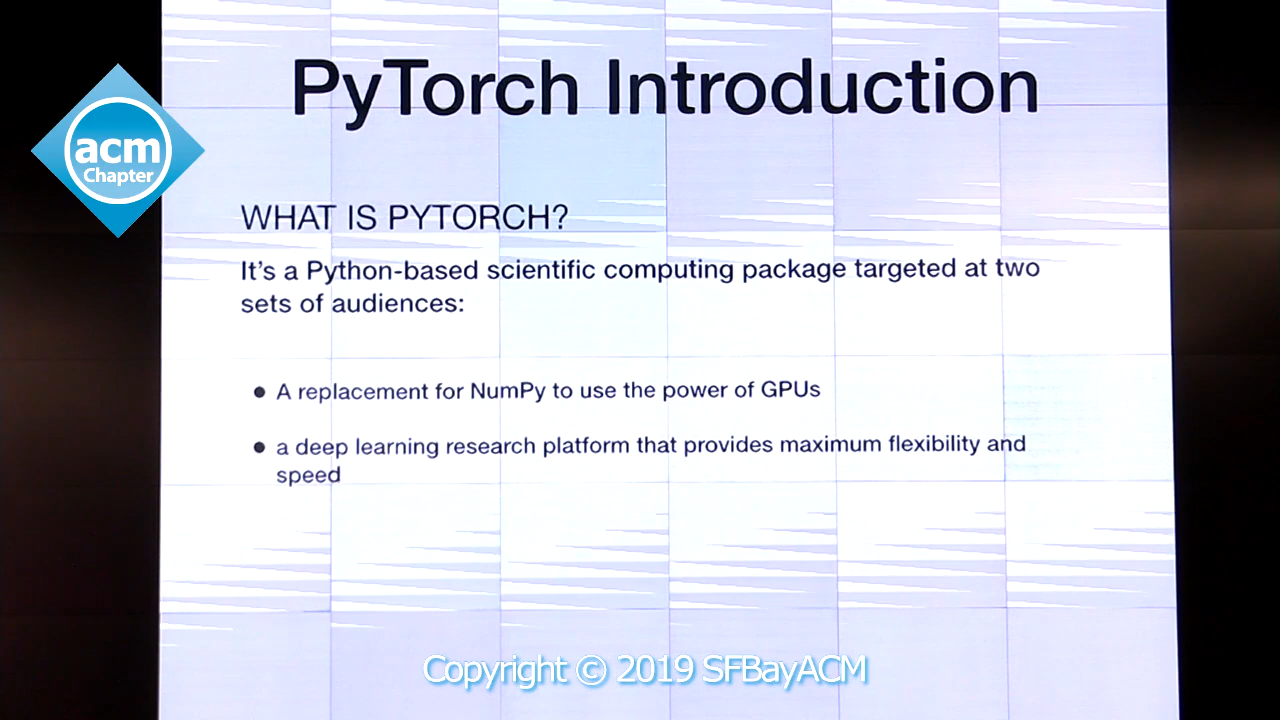 PyTorch Introduction
acm
Chapter
WHAT IS PYTORCH?
It's a Python-based scientific computing package targeted at two
sets of audiences:
● A replacement for NumPy to use the power of GPUs
● a deep learning research platform that provides maximum flexibility and
speed
Copyright © 2019 SFBayACM